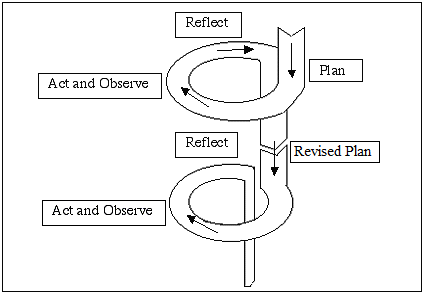 Reflect
Plan
Act and Observe
Reflect
Revised Plan
Act and Observe